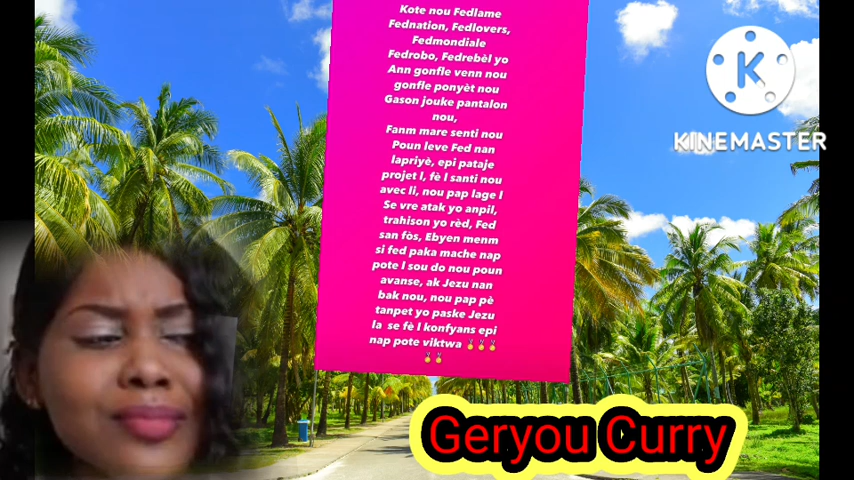 Kote nou Fedlame
Fednation, Fedlovers,
Fedmondiale
Fedrobo, Fedrebèl yo
Ann gonfle venn nou
gonfle ponyèt nou
Gason jouke pantalon
nou,
Fanm mare senti nou
Poun leve Fed nan
lapriyè, epi pataje
projet l, fè l santi nou
avec li, nou pap lage l
Se vre atak yo anpil,
trahison yo rèd, Fed
san fòs, Ebyen menm
si fed paka mache nap
pote l sou do nou poun
avanse, ak Jezu nan
bak nou, nou pap pè
tanpet yo paske Jezu
la se fè l konfyans epi
nap pote viktwa 🏅🏅🏅
🏅🏅
K
KINEMASTER
Geryou Curry